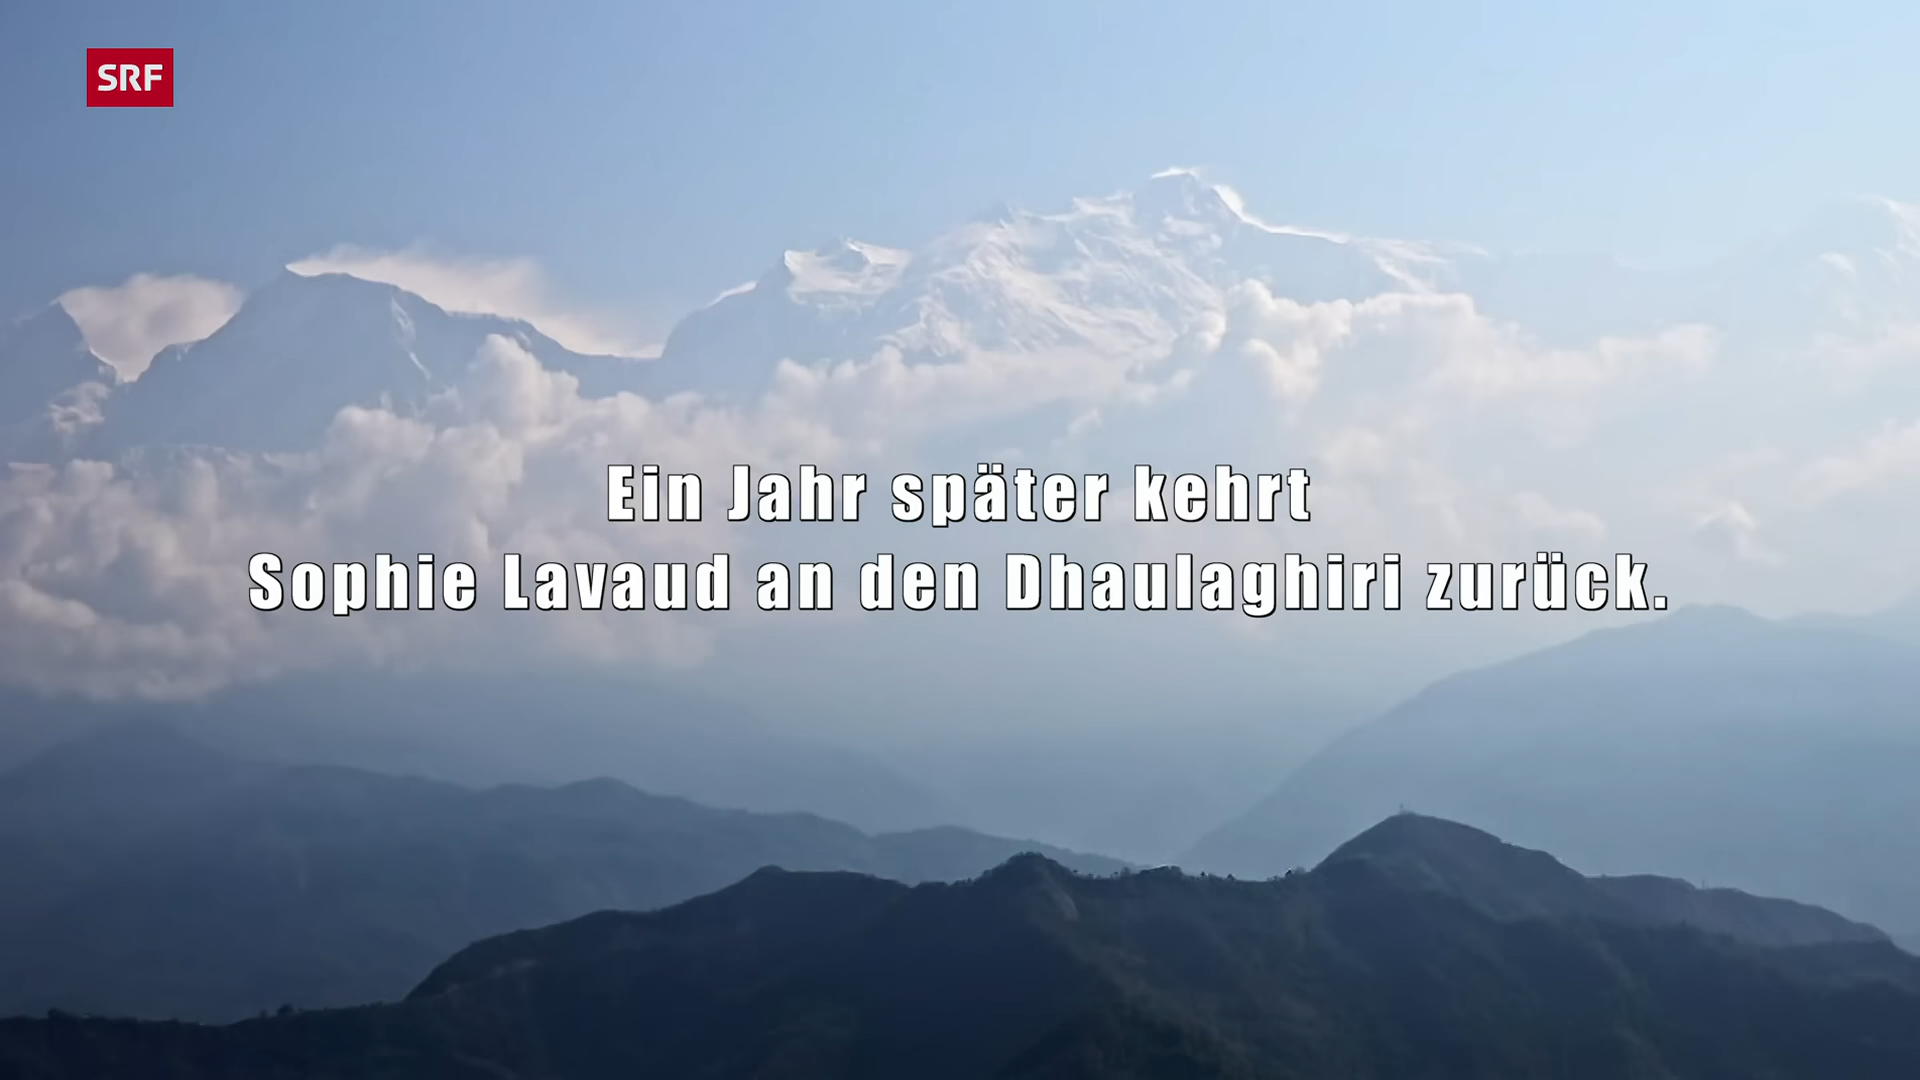 SRF
Ein Jahr später kehrt
Sophie Lavaud an den Dhaulaghiri zurück.